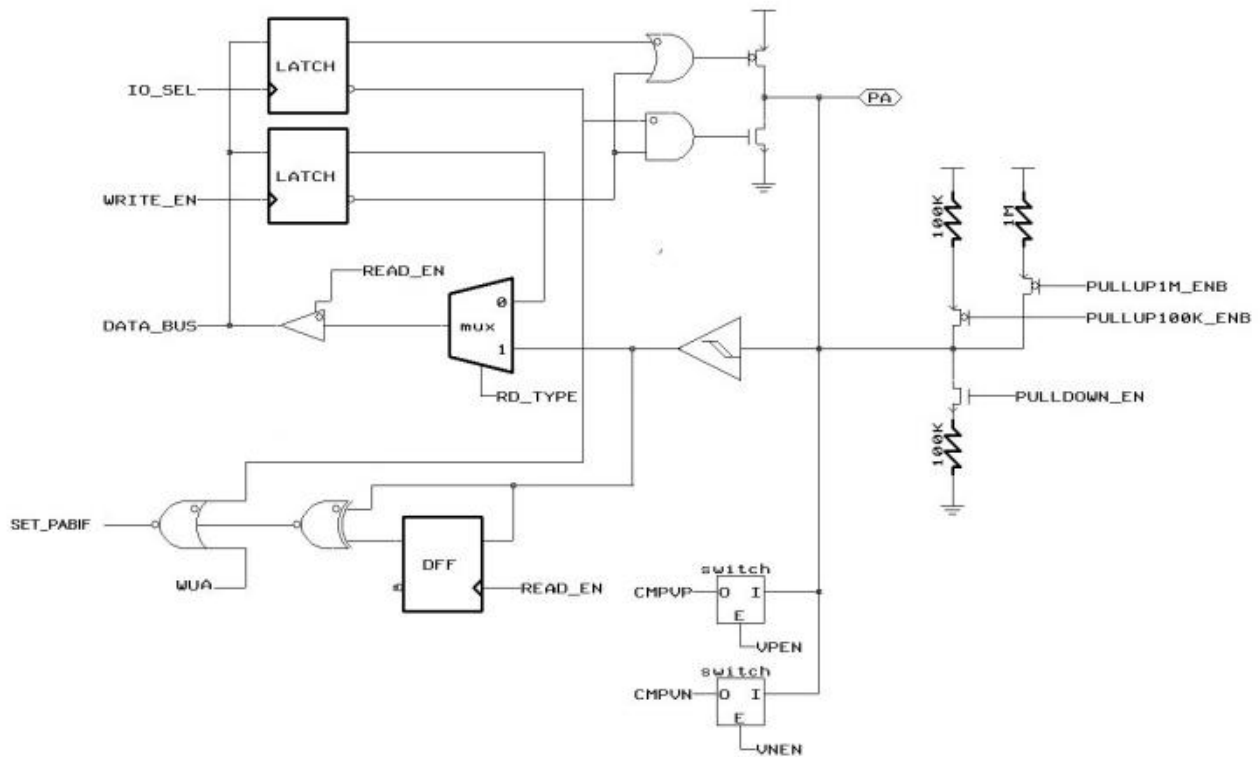 LATCH
IO_SEL
PA
LATCH
WRITE_EN
100K
1M
READ_EN
PULLUP1M_ENB
0
DATA_BUS
mux
PULLUP100K_ENB
1
RD_TYPE
PULLDOWN_EN
100K
SET_PABIF
DFF
switch
WUA
READ_EN
CMPVP
O I
E
VPEN
switch
CMPVN
O I
E
VNEN